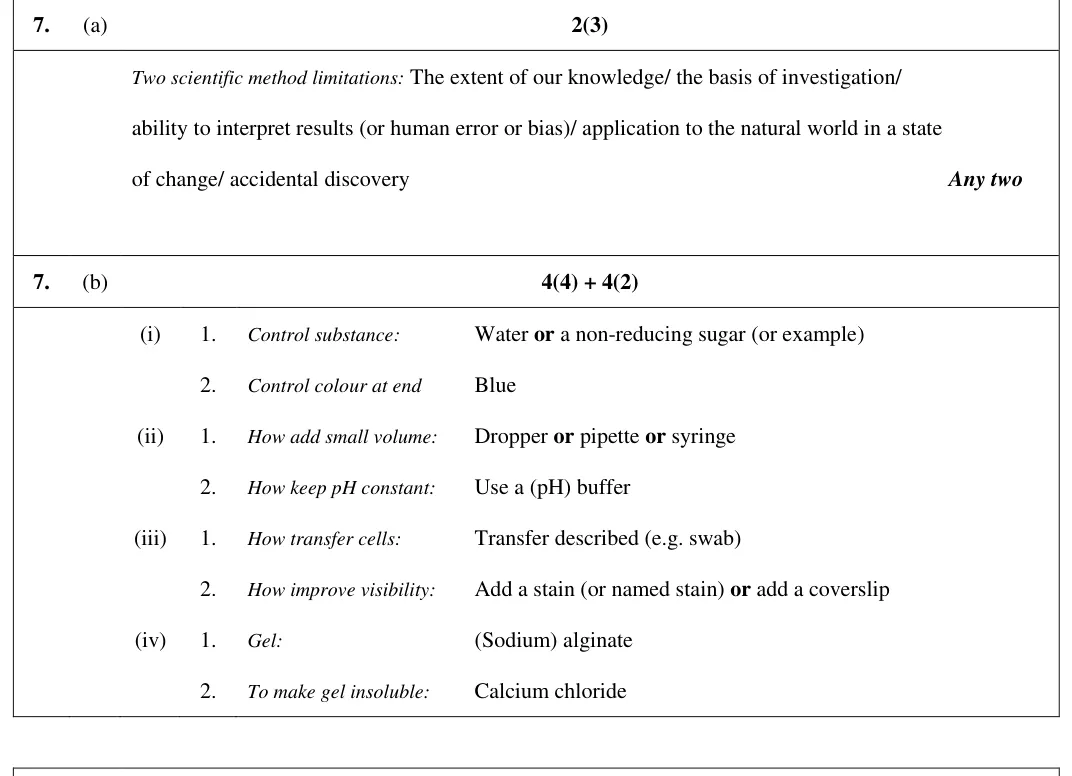 7. (a) 2(3)
Two scientific method limitations: The extent of our knowledge/ the basis of investigation/
ability to interpret results (or human error or bias)/ application to the natural world in a state
of change/ accidental discovery Any two
7. (b) 4(4) + 4(2)
(i) 1. Control substance: Water or a non-reducing sugar (or example)
2. Control colour at end Blue
(ii) 1. How add small volume: Dropper or pipette or syringe
2. How keep pH constant: Use a (pH) buffer
(iii) 1. How transfer cells: Transfer described (e.g. swab)
2. How improve visibility: Add a stain (or named stain) or add a coverslip
(iv) 1. Gel: (Sodium) alginate
2. To make gel insoluble: Calcium chloride